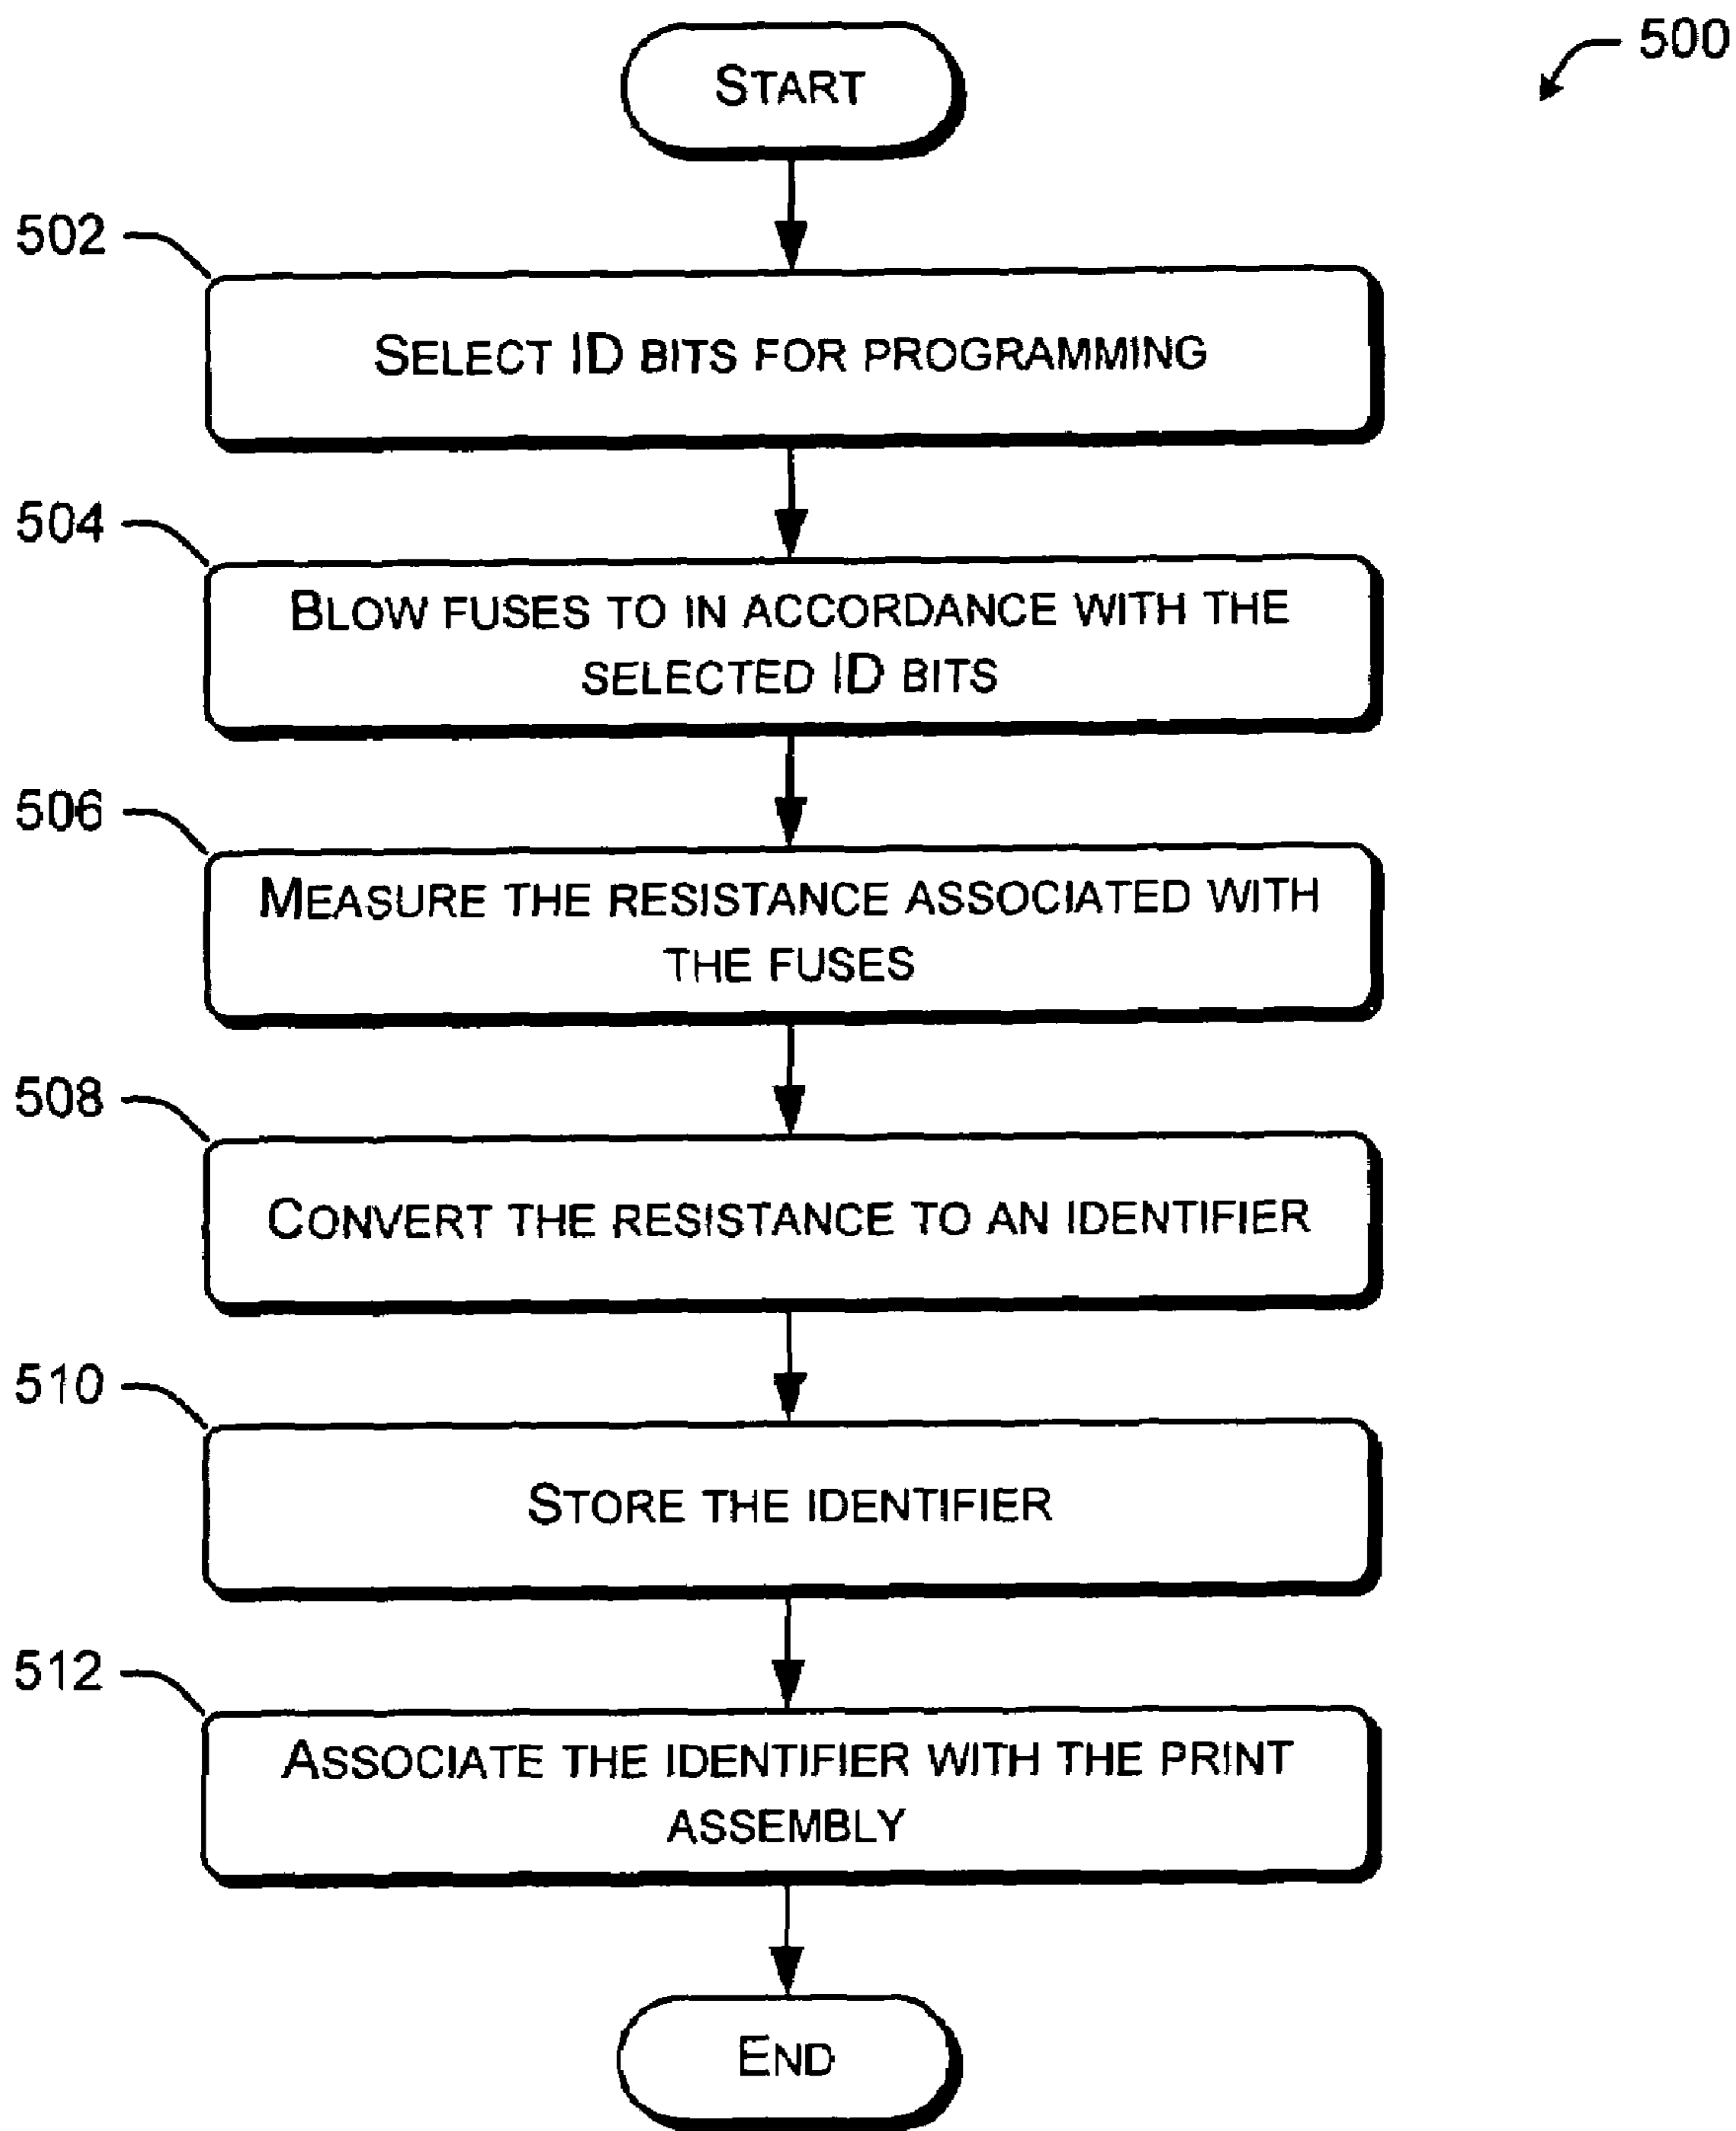 500
START
502
SELECT ID BITS FOR PROGRAMMING
504
BLOW FUSES TO IN ACCORDANCE WITH THE
SELECTED ID BITS
506
MEASURE THE RESISTANCE ASSOCIATED WITH
THE FUSES
508
CONVERT THE RESISTANCE TO AN IDENTIFIER
510
STORE THE IDENTIFIER
512
ASSOCIATE THE IDENTIFIER WITH THE PRINT
ASSEMBLY
END